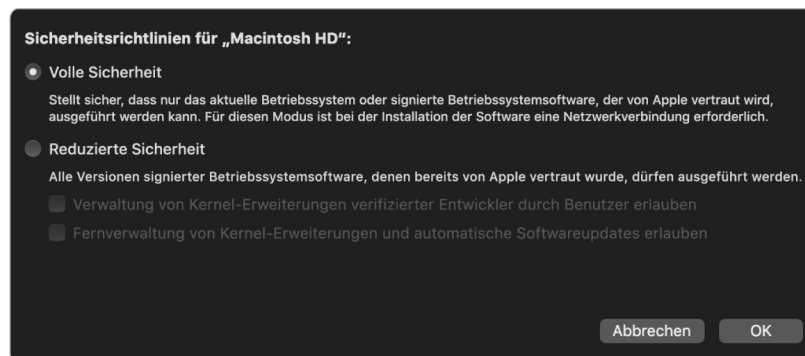 Sicherheitsrichtlinien für „Macintosh HD“:
Volle Sicherheit
Stellt sicher, dass nur das aktuelle Betriebssystem oder signierte Betriebssystemsoftware, der von Apple vertraut wird,
ausgeführt werden kann. Für diesen Modus ist bei der Installation der Software eine Netzwerkverbindung erforderlich.
Reduzierte Sicherheit
Alle Versionen signierter Betriebssystemsoftware, denen bereits von Apple vertraut wurde, dürfen ausgeführt werden.
Verwaltung von Kernel-Erweiterungen verifizierter Entwickler durch Benutzer erlauben
Fernverwaltung von Kernel-Erweiterungen und automatische Softwareupdates erlauben
Abbrechen OK